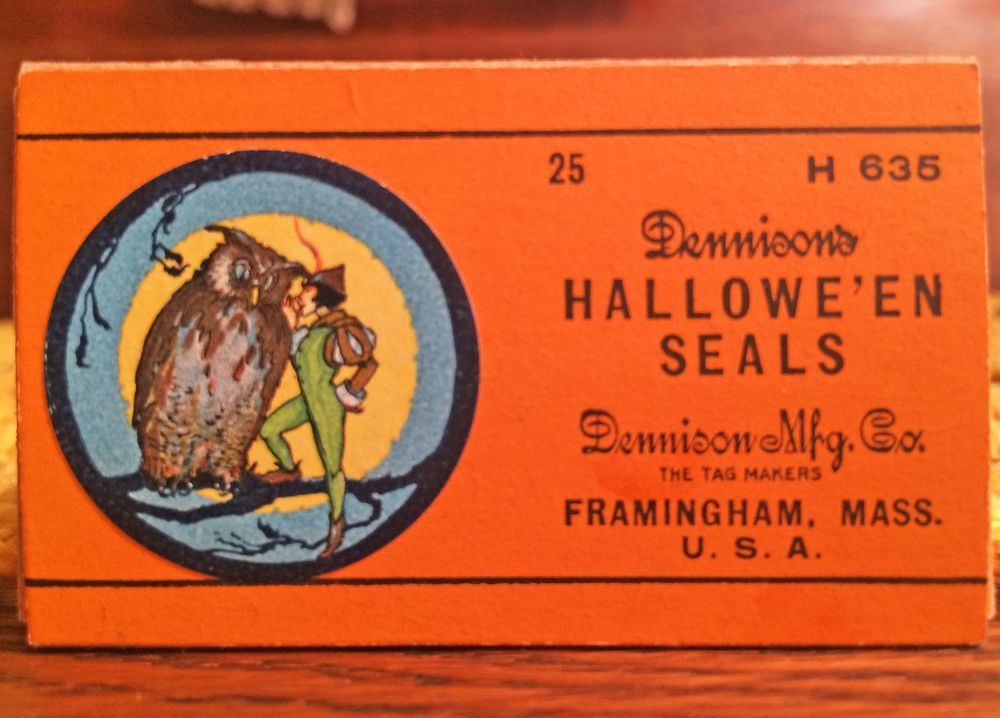 25 H 635
Dennison's
HALLOWE'EN
SEALS
Dennison Mfg. Co.
THE TAG MAKERS
FRAMINGHAM, MASS.
U. S. A.